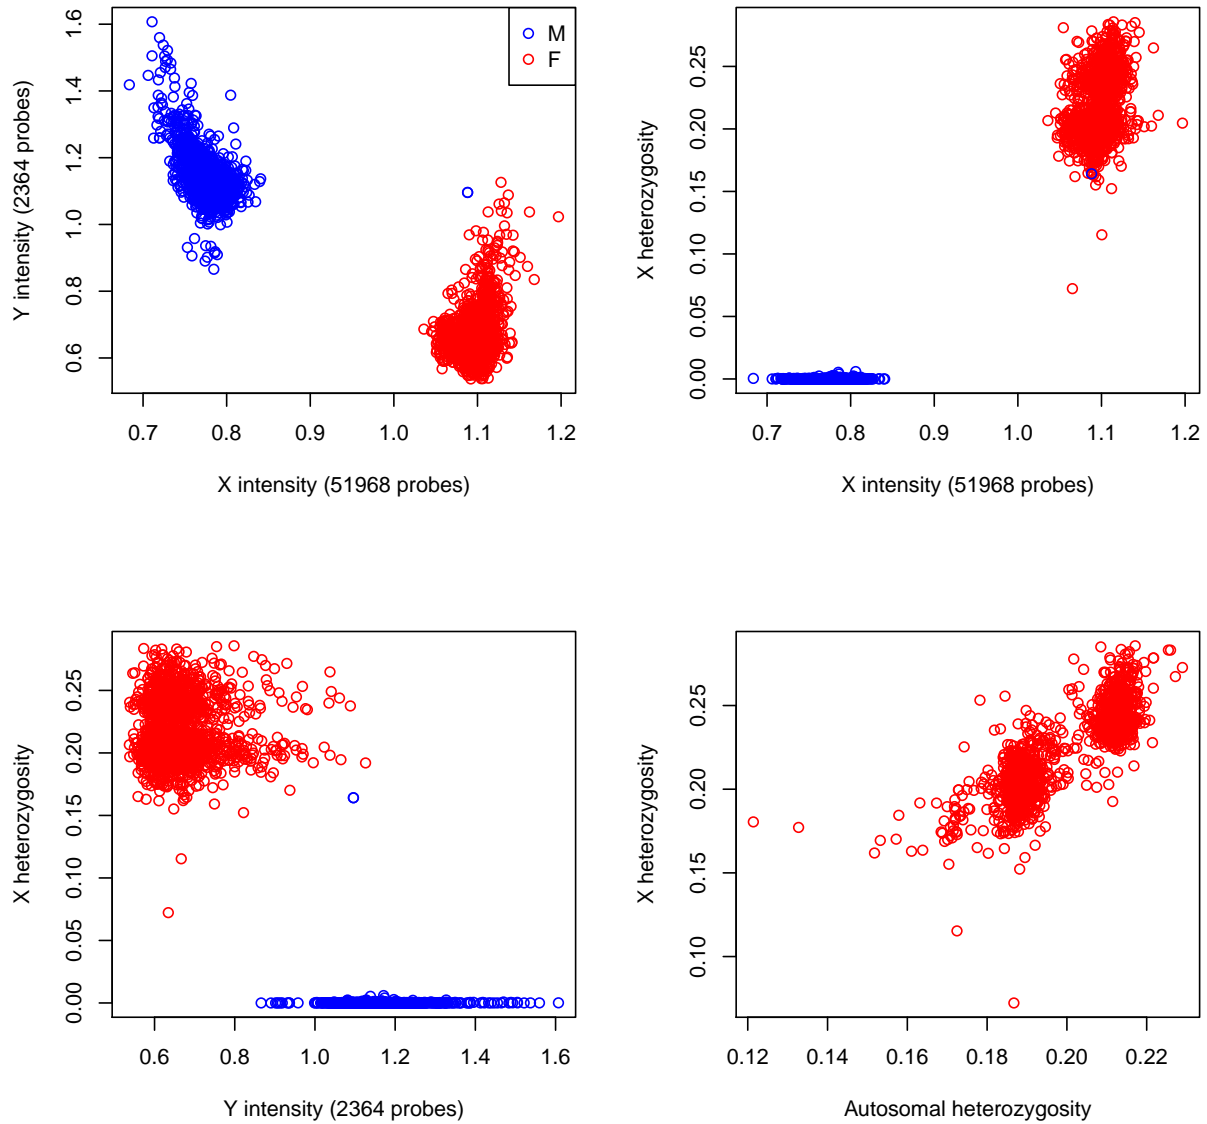 M
F
Y intensity (2364 probes)
0.6 0.8 1.0 1.2 1.4 1.6
0.7 0.8 0.9 1.0 1.1 1.2
X intensity (51968 probes)
X heterozygosity
0.00 0.05 0.10 0.15 0.20 0.25
0.7 0.8 0.9 1.0 1.1 1.2
X intensity (51968 probes)
X heterozygosity
0.00 0.05 0.10 0.15 0.20 0.25
0.6 0.8 1.0 1.2 1.4 1.6
Y intensity (2364 probes)
X heterozygosity
0.10 0.15 0.20 0.25
0.12 0.14 0.16 0.18 0.20 0.22
Autosomal heterozygosity